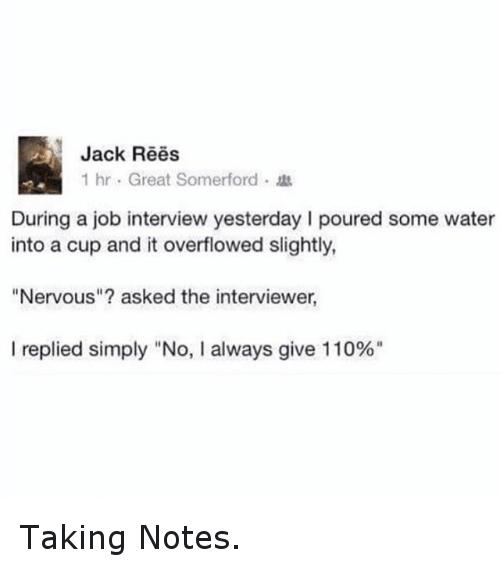 Jack Rēēs
1 hr · Great Somerford ·
During a job interview yesterday I poured some water
into a cup and it overflowed slightly,
"Nervous"? asked the interviewer,
I replied simply "No, I always give 110%"
Taking Notes.